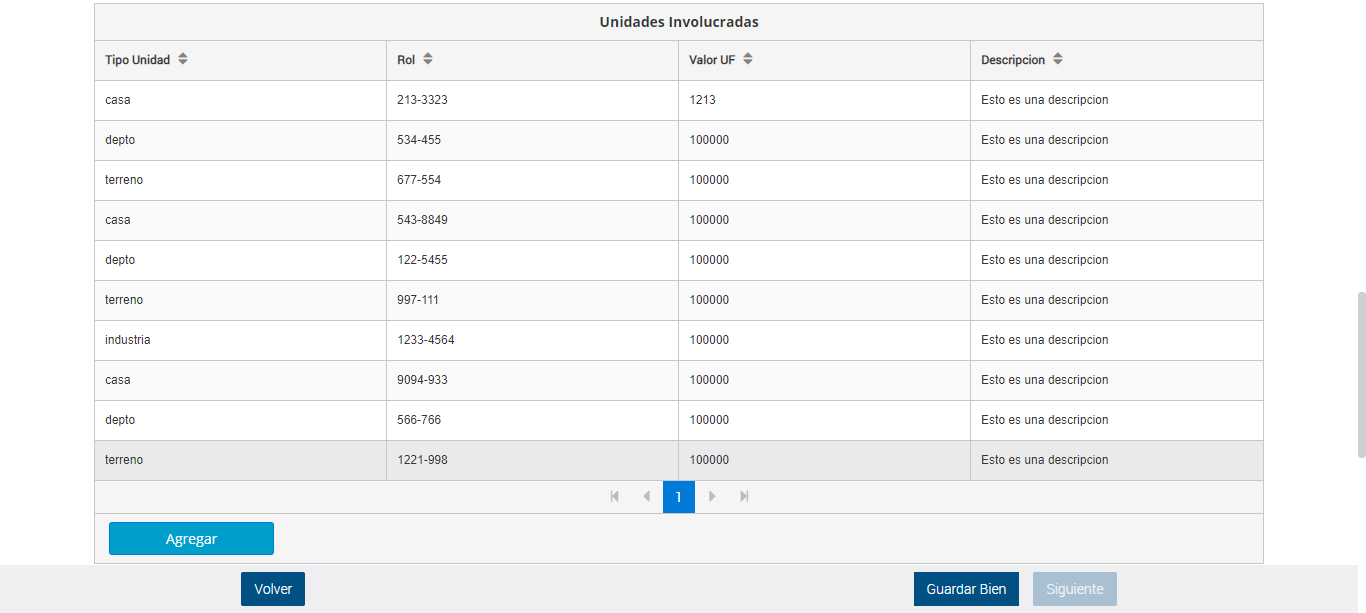 Unidades Involucradas
Tipo Unidad Rol Valor UF Descripcion
casa 213-3323 1213 Esto es una descripcion
depto 534-455 100000 Esto es una descripcion
terreno 677-554 100000 Esto es una descripcion
casa 543-8849 100000 Esto es una descripcion
depto 122-5455 100000 Esto es una descripcion
terreno 997-111 100000 Esto es una descripcion
industria 1233-4564 100000 Esto es una descripcion
casa 9094-933 100000 Esto es una descripcion
depto 566-766 100000 Esto es una descripcion
terreno 1221-998 100000 Esto es una descripcion
1
Agregar
Volver Guardar Bien Siguiente